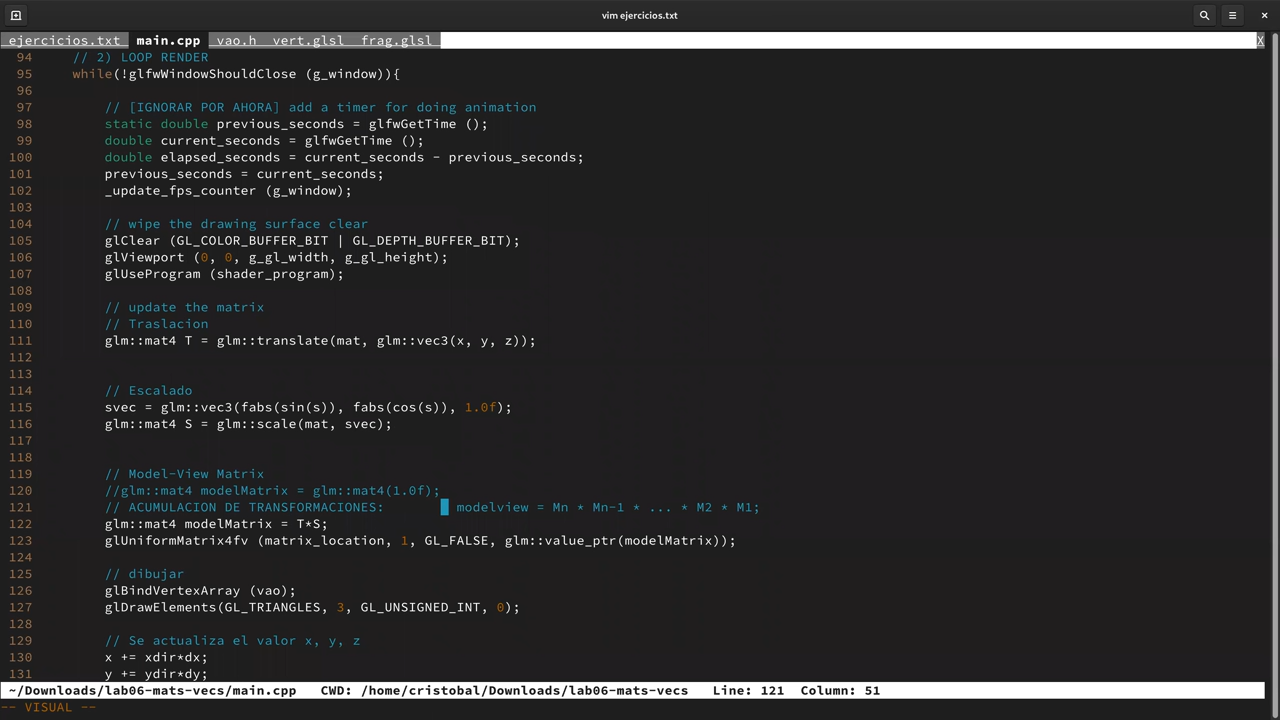 vim ejercicios.txt
ejercicios.txt  main.cpp  vao.h  vert.glsl  frag.glsl  X
94     // 2) LOOP RENDER
95     while(!glfwWindowShouldClose (g_window)){
96
97         // [IGNORAR POR AHORA] add a timer for doing animation
98         static double previous_seconds = glfwGetTime ();
99         double current_seconds = glfwGetTime ();
100         double elapsed_seconds = current_seconds - previous_seconds;
101         previous_seconds = current_seconds;
102         _update_fps_counter (g_window);
103
104         // wipe the drawing surface clear
105         glClear (GL_COLOR_BUFFER_BIT | GL_DEPTH_BUFFER_BIT);
106         glViewport (0, 0, g_gl_width, g_gl_height);
107         glUseProgram (shader_program);
108
109         // update the matrix
110         // Traslacion
111         glm::mat4 T = glm::translate(mat, glm::vec3(x, y, z));
112
113
114         // Escalado
115         svec = glm::vec3(fabs(sin(s)), fabs(cos(s)), 1.0f);
116         glm::mat4 S = glm::scale(mat, svec);
117
118
119         // Model-View Matrix
120         //glm::mat4 modelMatrix = glm::mat4(1.0f);
121         // ACUMULACION DE TRANSFORMACIONES:        modelview = Mn * Mn-1 * ... * M2 * M1;
122         glm::mat4 modelMatrix = T*S;
123         glUniformMatrix4fv (matrix_location, 1, GL_FALSE, glm::value_ptr(modelMatrix));
124
125         // dibujar
126         glBindVertexArray (vao);
127         glDrawElements(GL_TRIANGLES, 3, GL_UNSIGNED_INT, 0);
128
129         // Se actualiza el valor x, y, z
130         x += xdir*dx;
131         y += ydir*dy;
~/Downloads/lab06-mats-vecs/main.cpp   CWD: /home/cristobal/Downloads/lab06-mats-vecs   Line: 121  Column: 51
-- VISUAL --